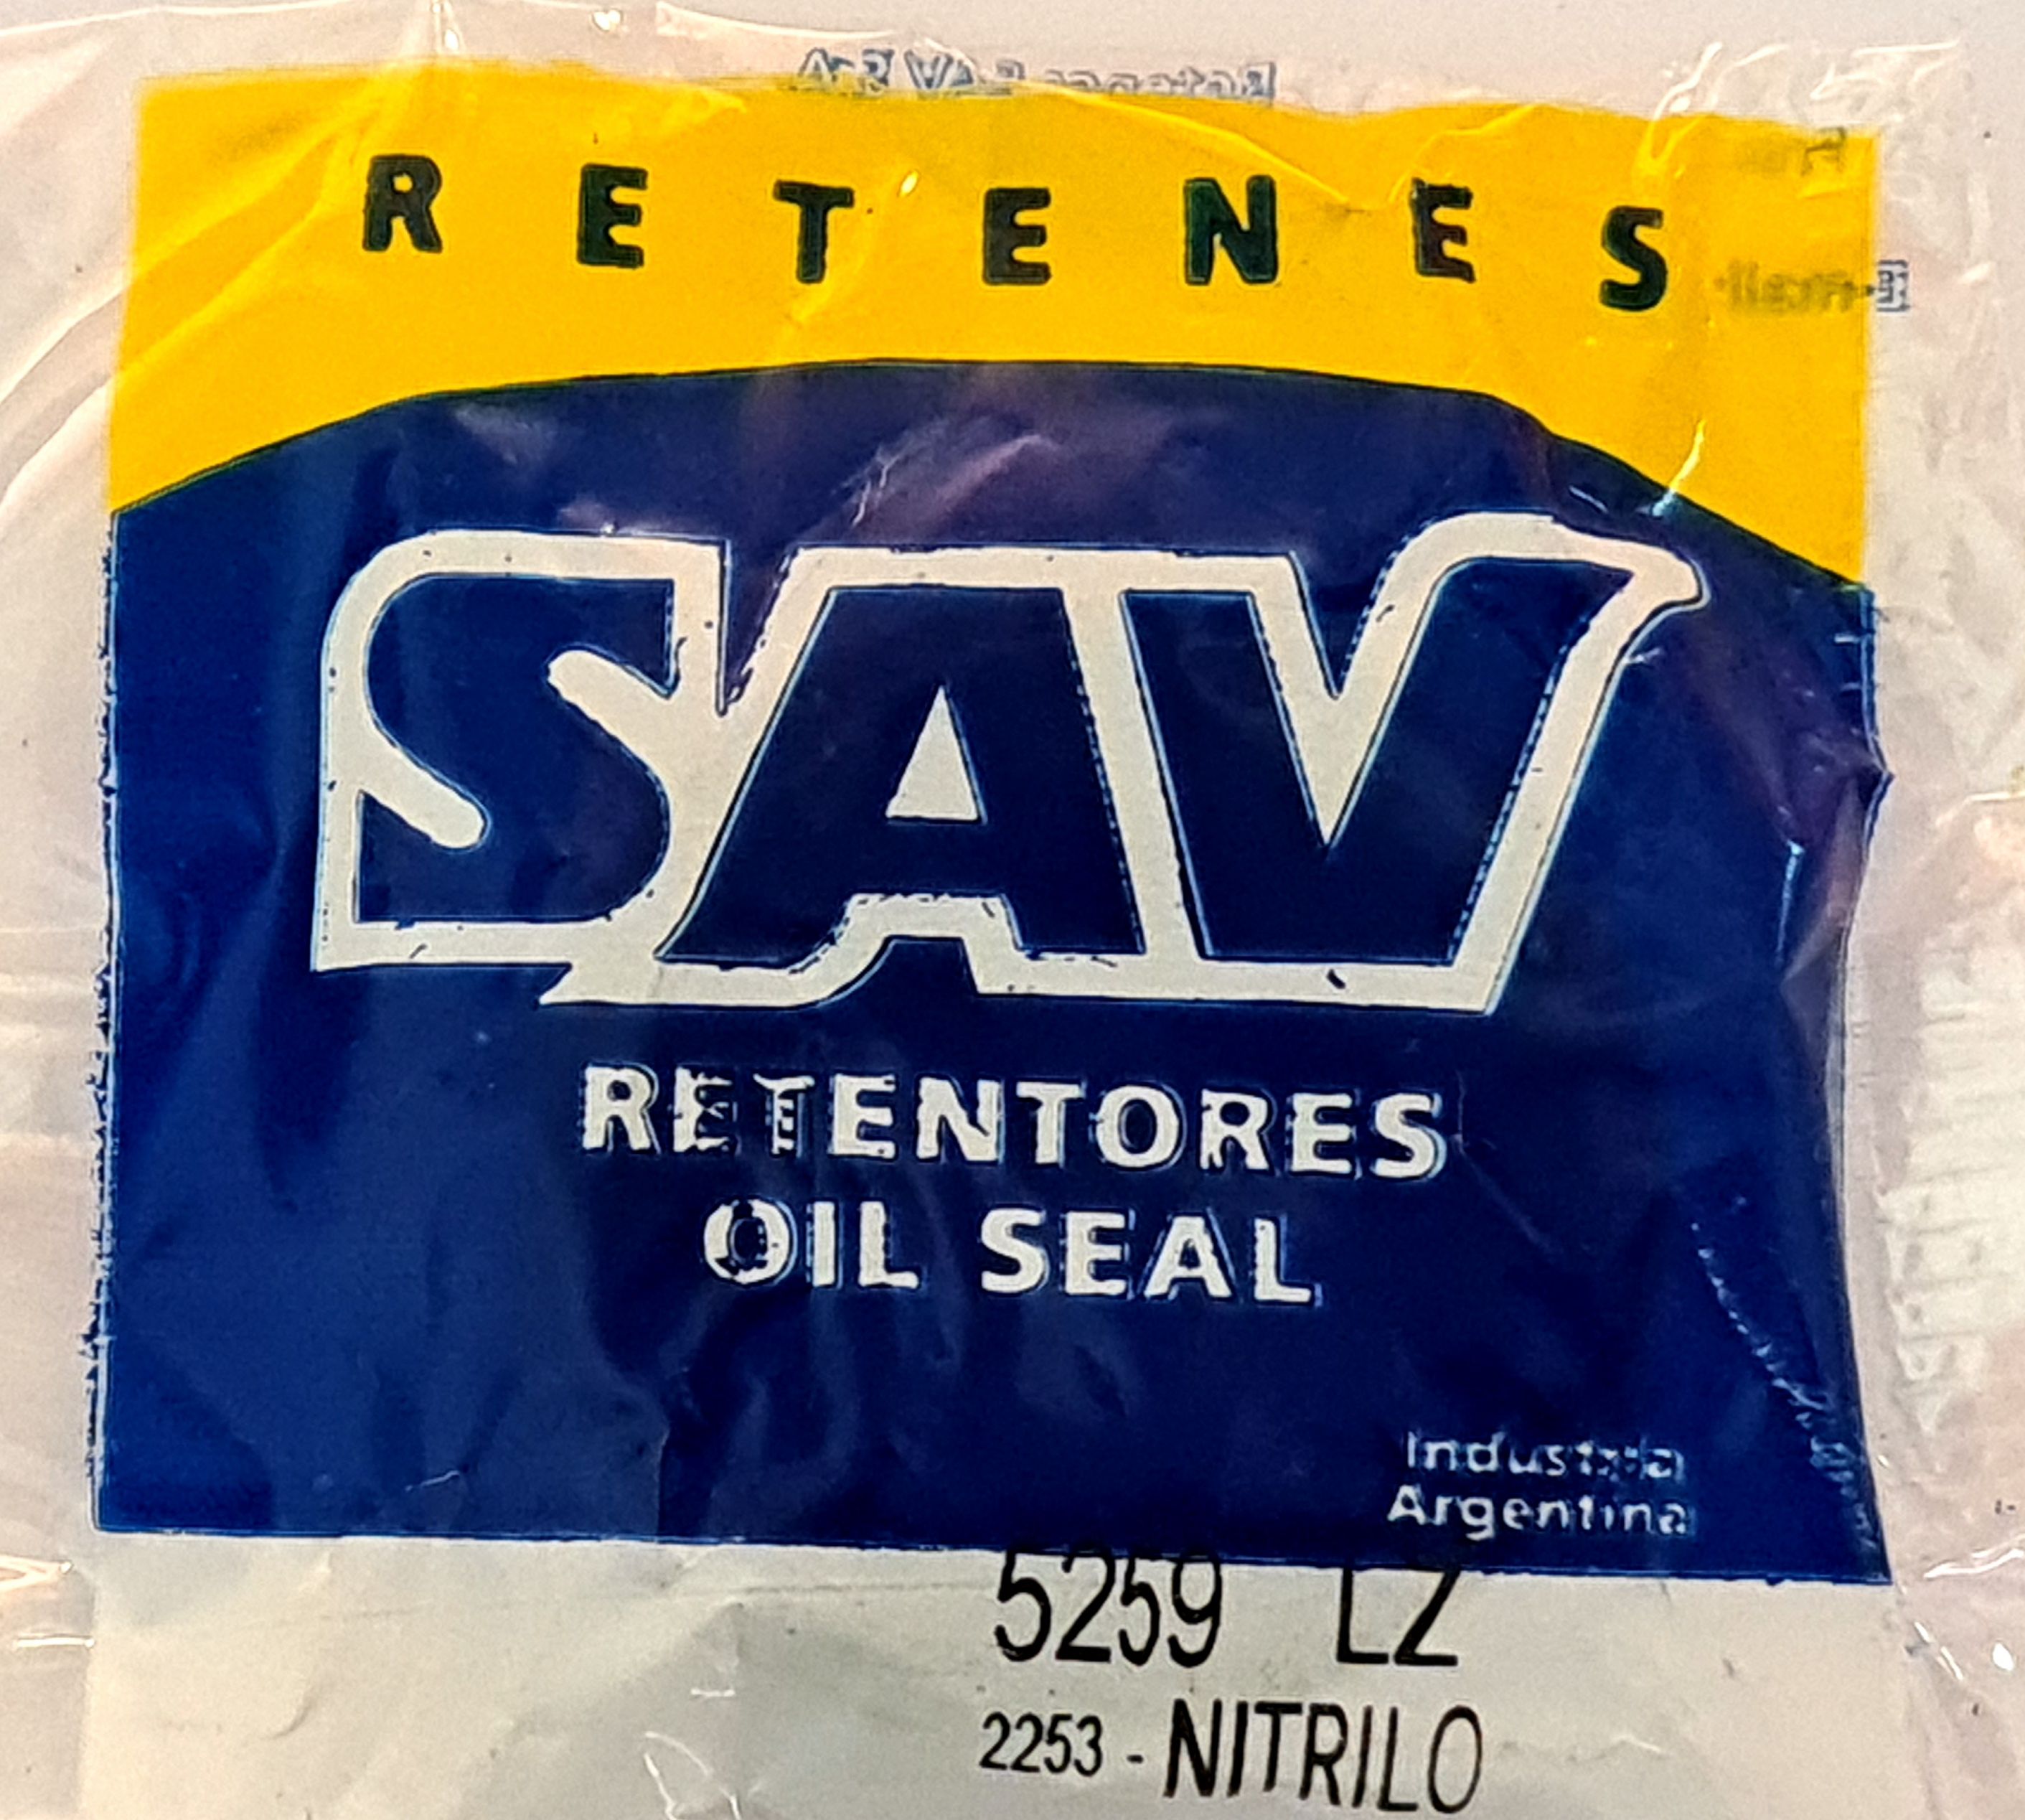 RETENES
SAV
RETENTORES
OIL SEAL
Industria
Argentina
5259 LZ
2253 - NITRILO